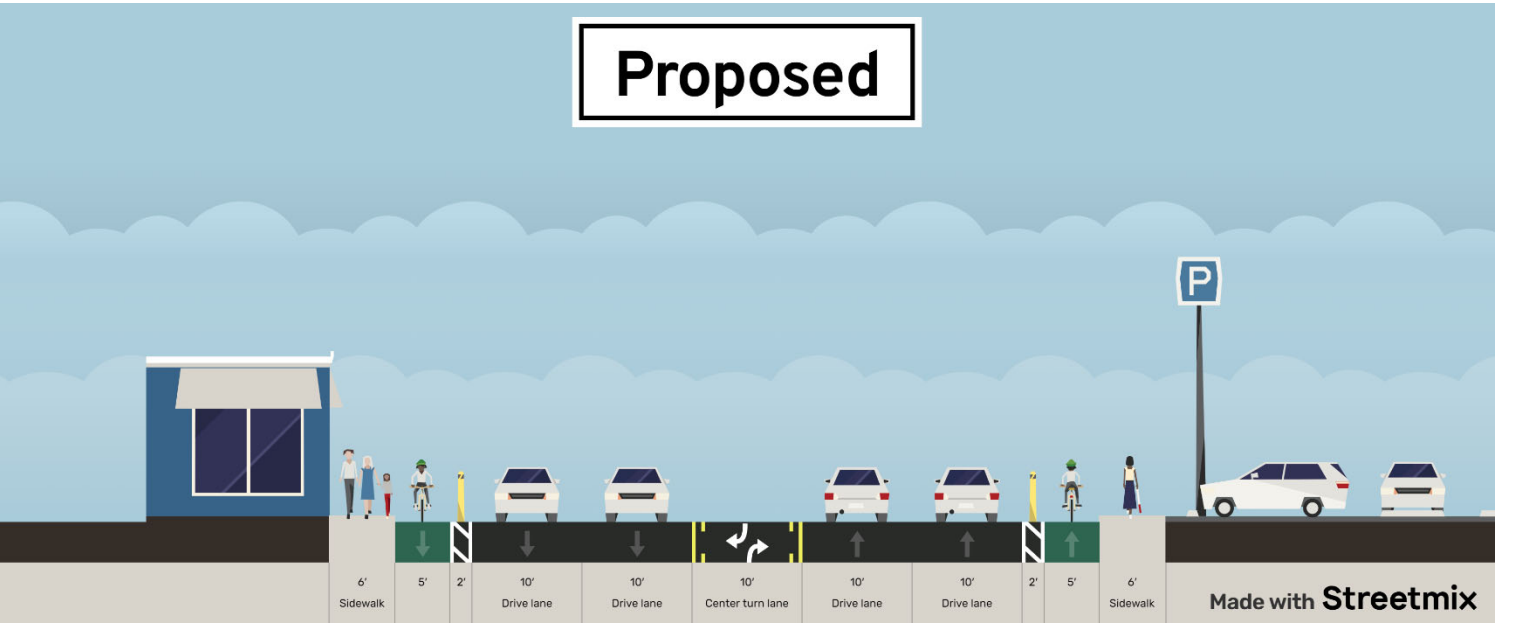 Proposed
P
6' 5' 2' 10' 10' 10' 10' 10' 2' 5' 6'
Sidewalk Drive lane Drive lane Center turn lane Drive lane Drive lane Sidewalk
Made with Streetmix